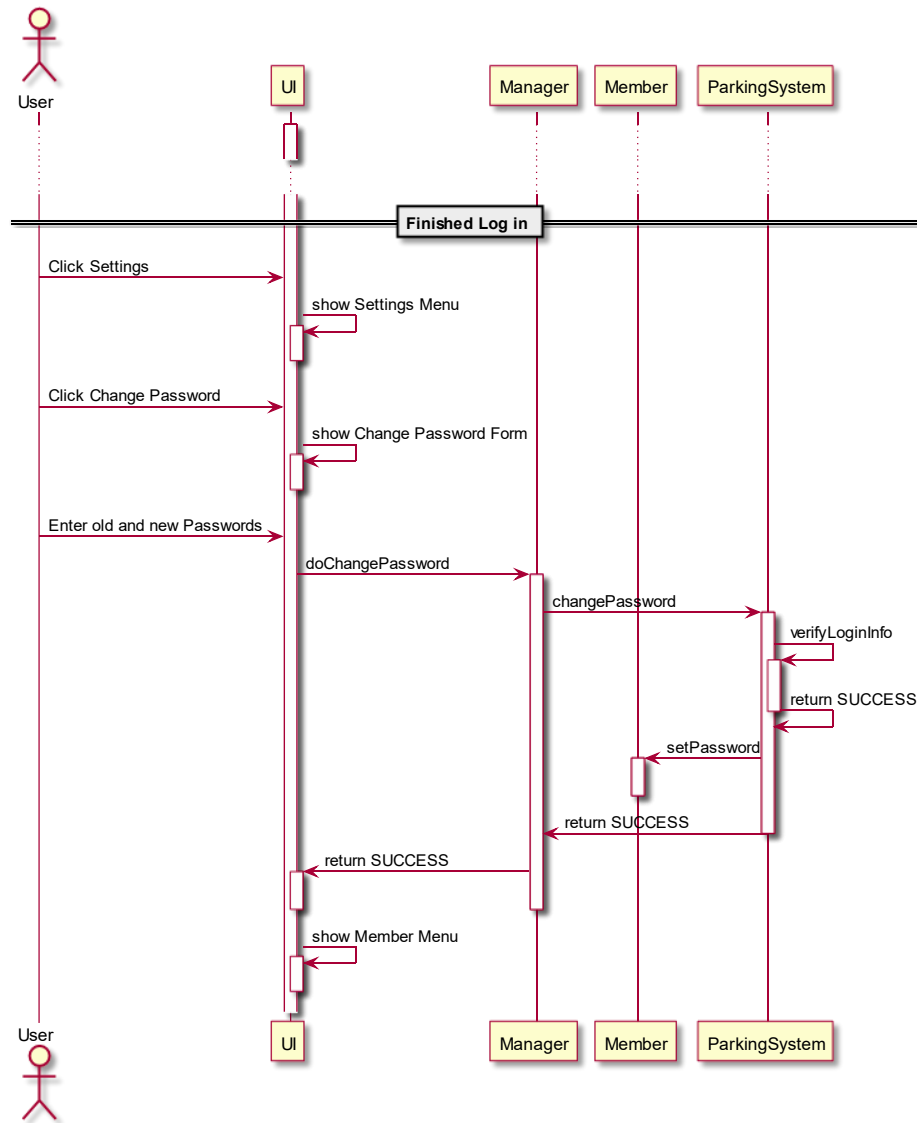 User
UI
Manager
Member
ParkingSystem
Finished Log in
Click Settings
show Settings Menu
Click Change Password
show Change Password Form
Enter old and new Passwords
doChangePassword
changePassword
verifyLoginInfo
return SUCCESS
setPassword
return SUCCESS
return SUCCESS
show Member Menu
User
UI
Manager
Member
ParkingSystem